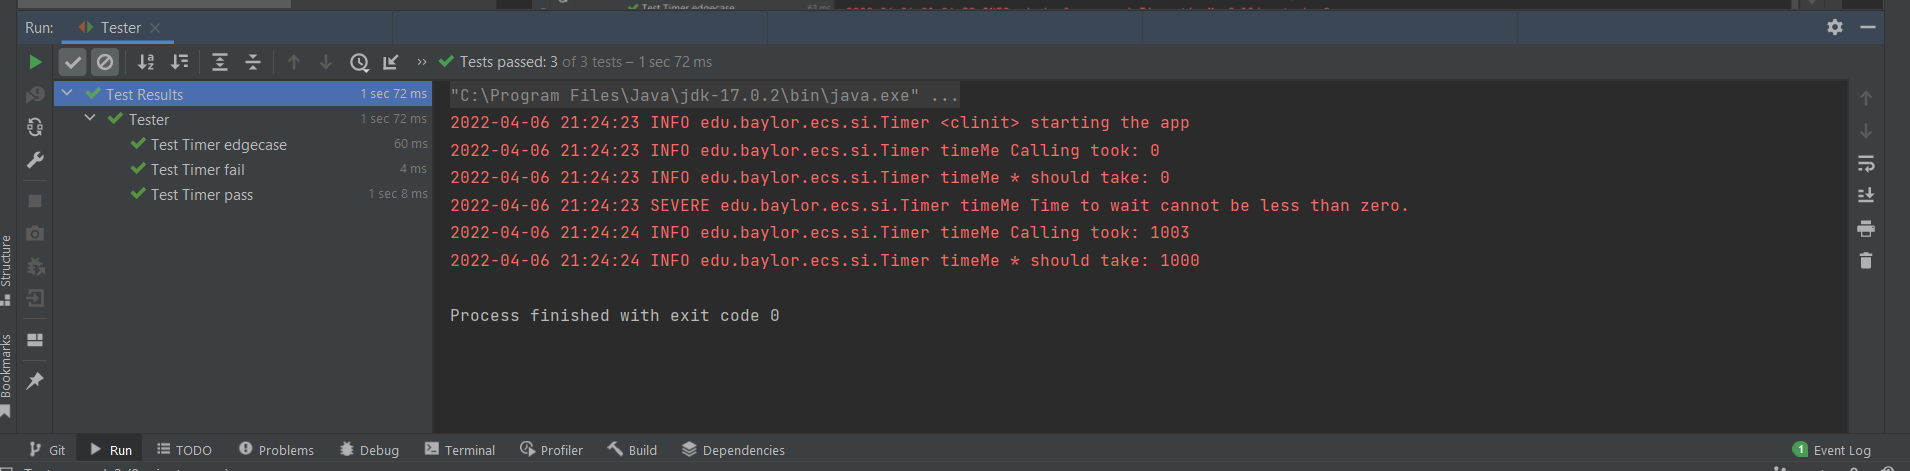 Test Timer edgecase
Run: Tester
Tests passed: 3 of 3 tests – 1 sec 72 ms
Test Results 1 sec 72 ms
Tester 1 sec 72 ms
Test Timer edgecase 60 ms
Test Timer fail 4 ms
Test Timer pass 1 sec 8 ms
"C:\Program Files\Java\jdk-17.0.2\bin\java.exe" ...
2022-04-06 21:24:23 INFO edu.baylor.ecs.si.Timer <clinit> starting the app
2022-04-06 21:24:23 INFO edu.baylor.ecs.si.Timer timeMe Calling took: 0
2022-04-06 21:24:23 INFO edu.baylor.ecs.si.Timer timeMe * should take: 0
2022-04-06 21:24:23 SEVERE edu.baylor.ecs.si.Timer timeMe Time to wait cannot be less than zero.
2022-04-06 21:24:24 INFO edu.baylor.ecs.si.Timer timeMe Calling took: 1003
2022-04-06 21:24:24 INFO edu.baylor.ecs.si.Timer timeMe * should take: 1000
Process finished with exit code 0
Structure
Bookmarks
Git Run TODO Problems Debug Terminal Profiler Build Dependencies 1 Event Log